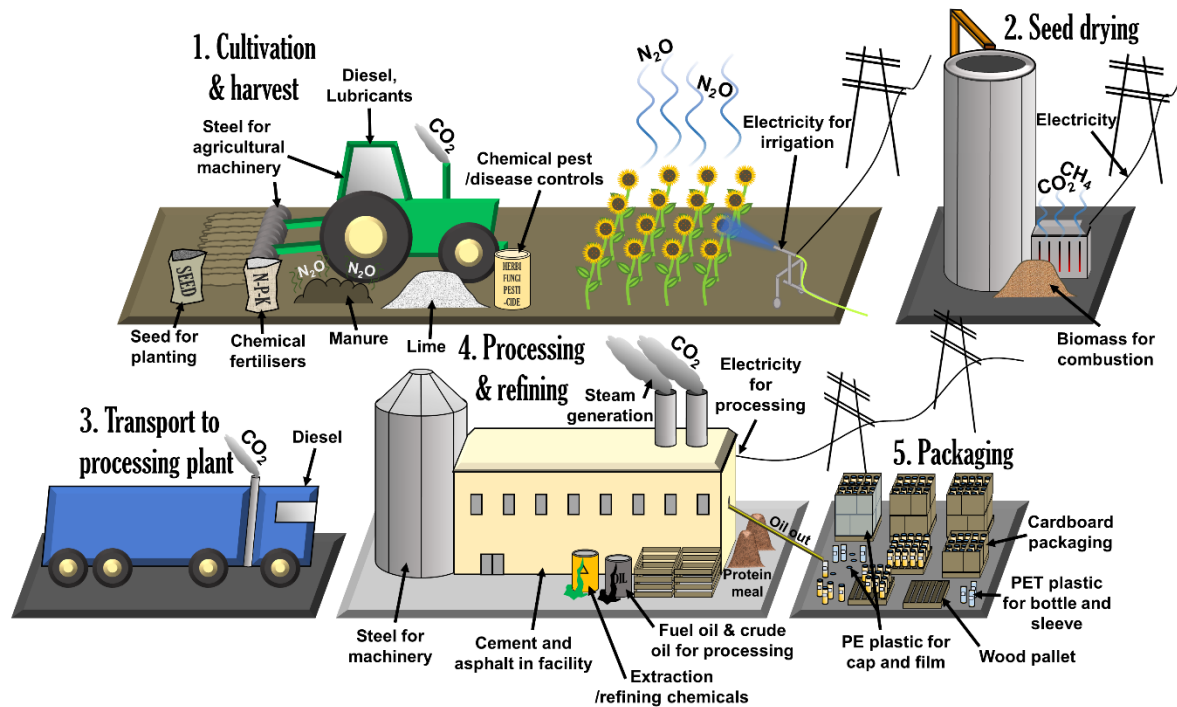 1. Cultivation
& harvest
Diesel,
Lubricants
Steel for
agricultural
machinery
CO2
Chemical pest
/disease controls
N2O
N2O
Electricity for
irrigation
SEED
N-P-K
N2O
N2O
HERBI
FUNGI
PESTI
-CIDE
Seed for
planting
Chemical
fertilisers
Manure
Lime
2. Seed drying
Electricity
CO2
CH4
Biomass for
combustion
3. Transport to
processing plant
CO2
Diesel
4. Processing
& refining
CO2
Steam
generation
Electricity
for
processing
Oil out
Protein
meal
OIL
Steel for
machinery
Cement and
asphalt in facility
Extraction
/refining chemicals
Fuel oil & crude
oil for processing
5. Packaging
Cardboard
packaging
PET plastic
for bottle and
sleeve
PE plastic for
cap and film
Wood pallet